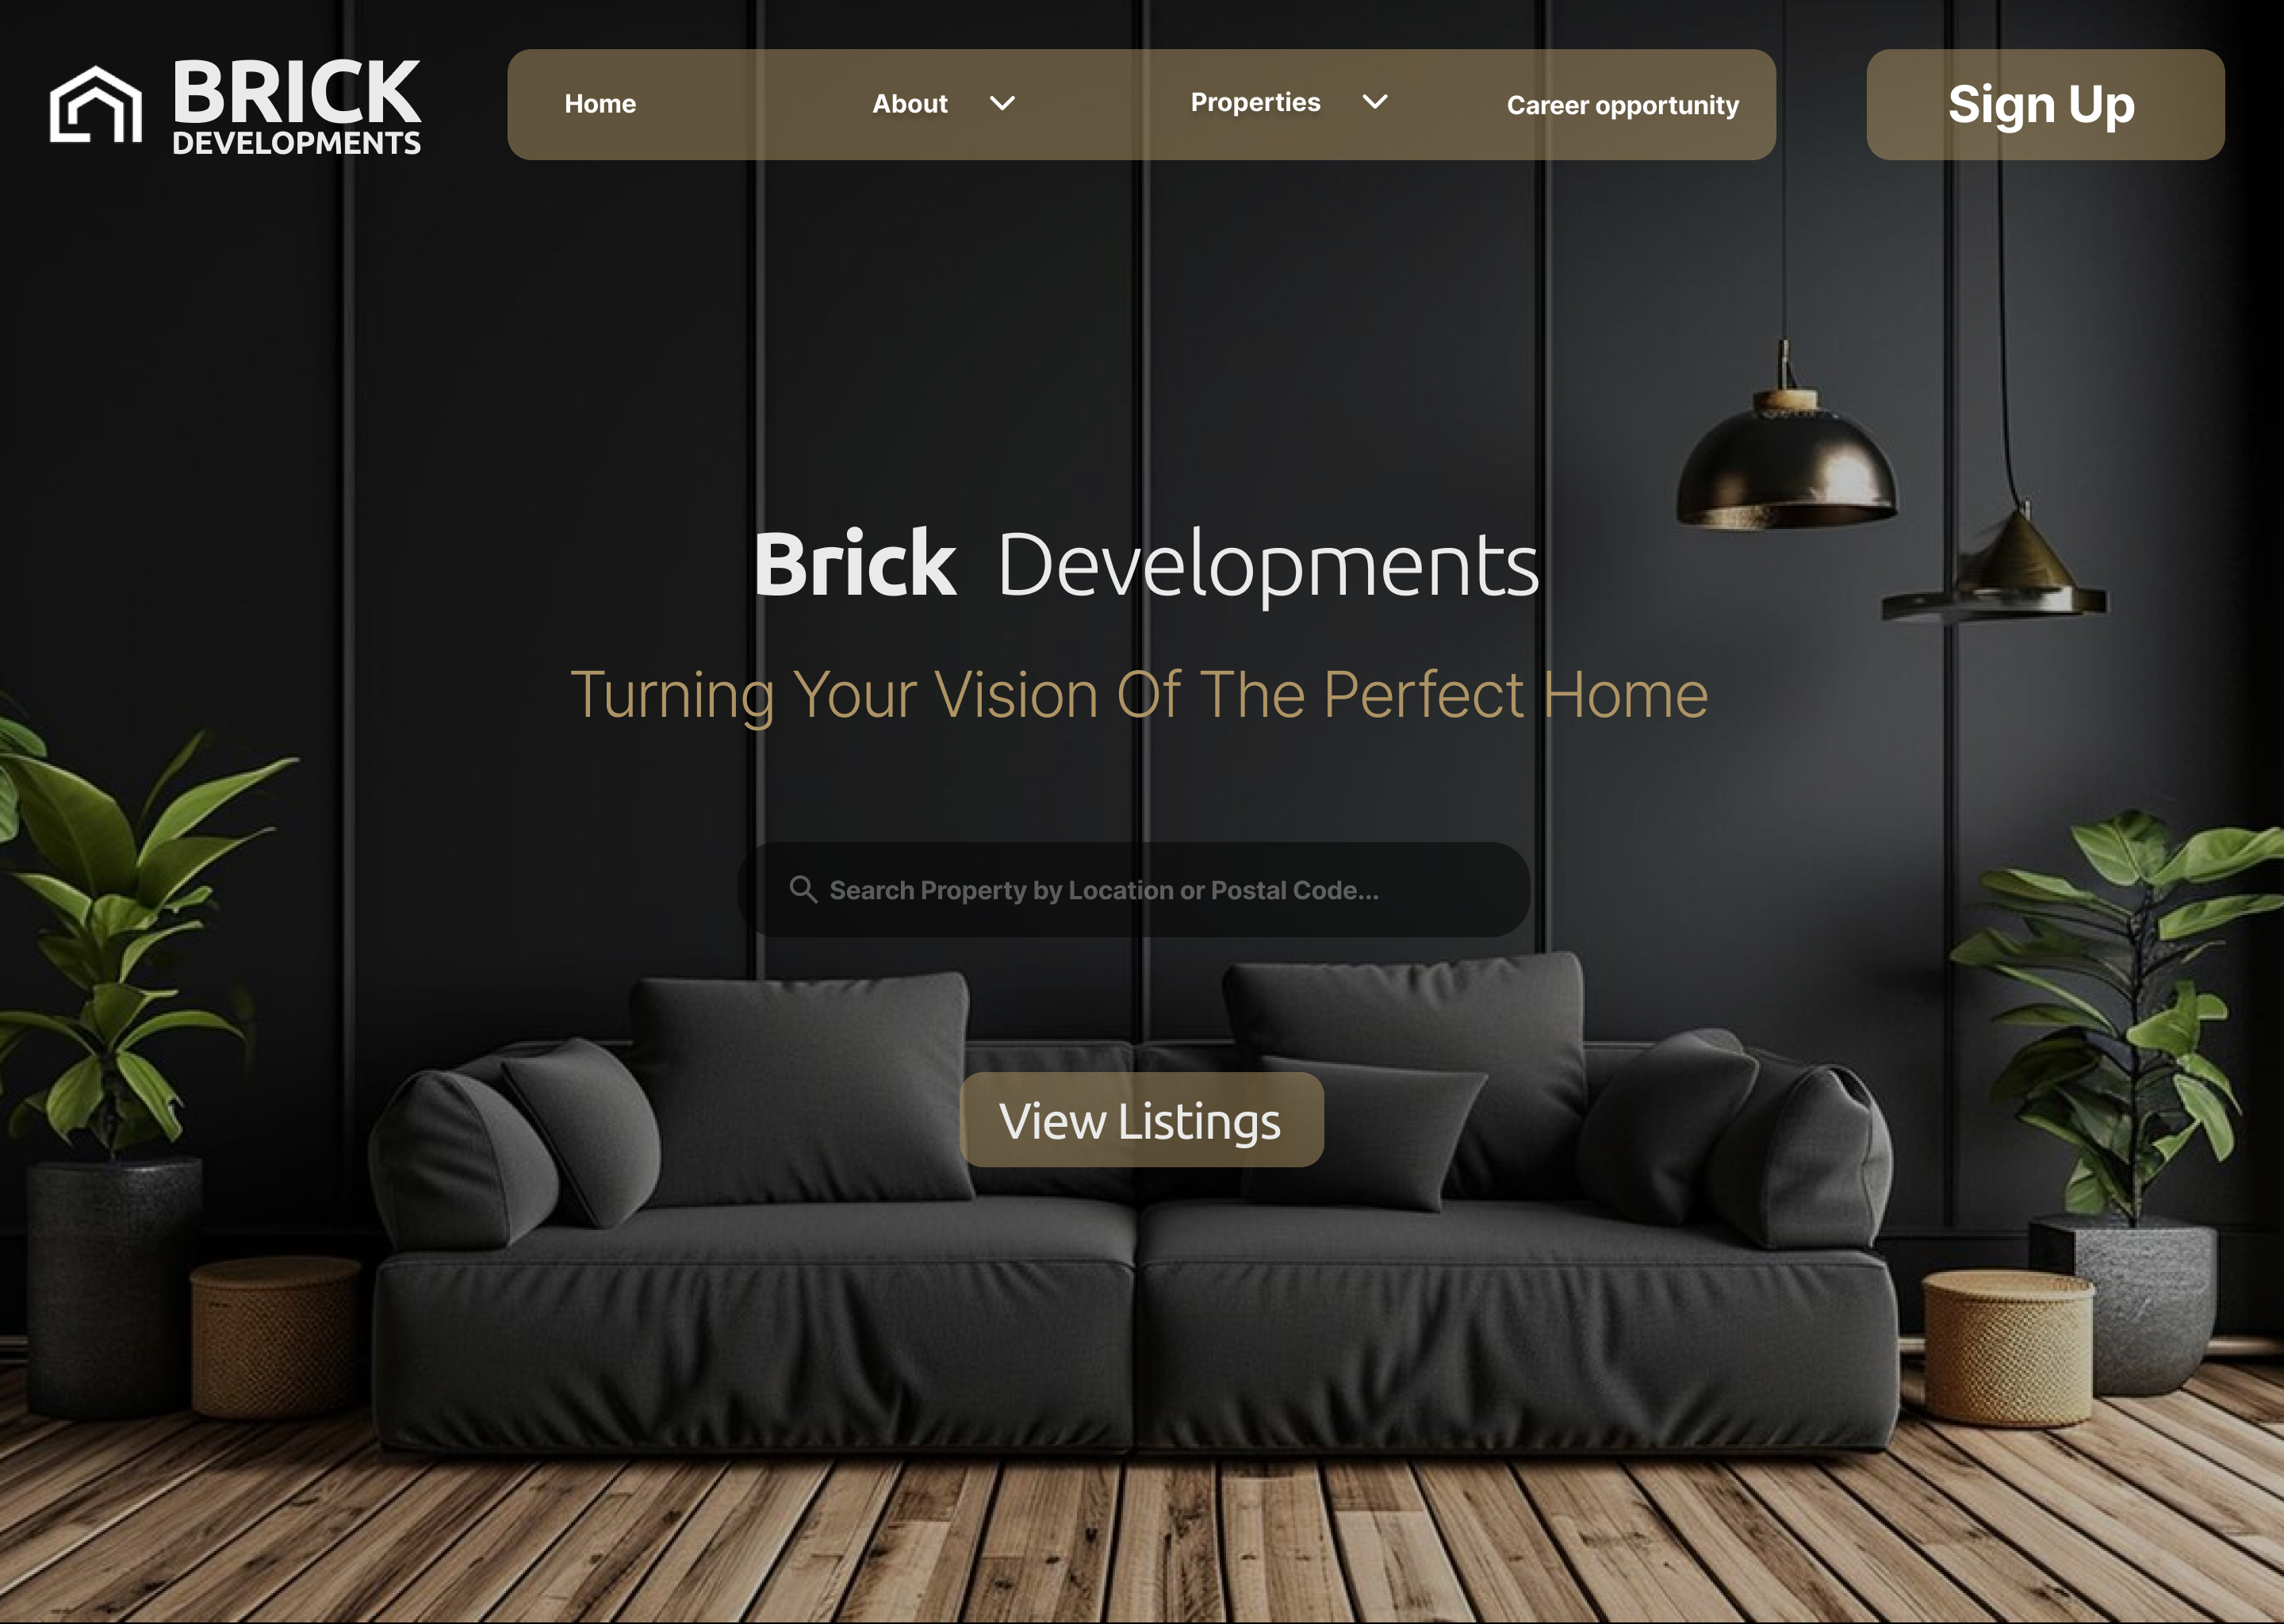 BRICK
DEVELOPMENTS
Home About Properties Career opportunity
Sign Up
Brick Developments
Turning Your Vision Of The Perfect Home
Search Property by Location or Postal Code...
View Listings